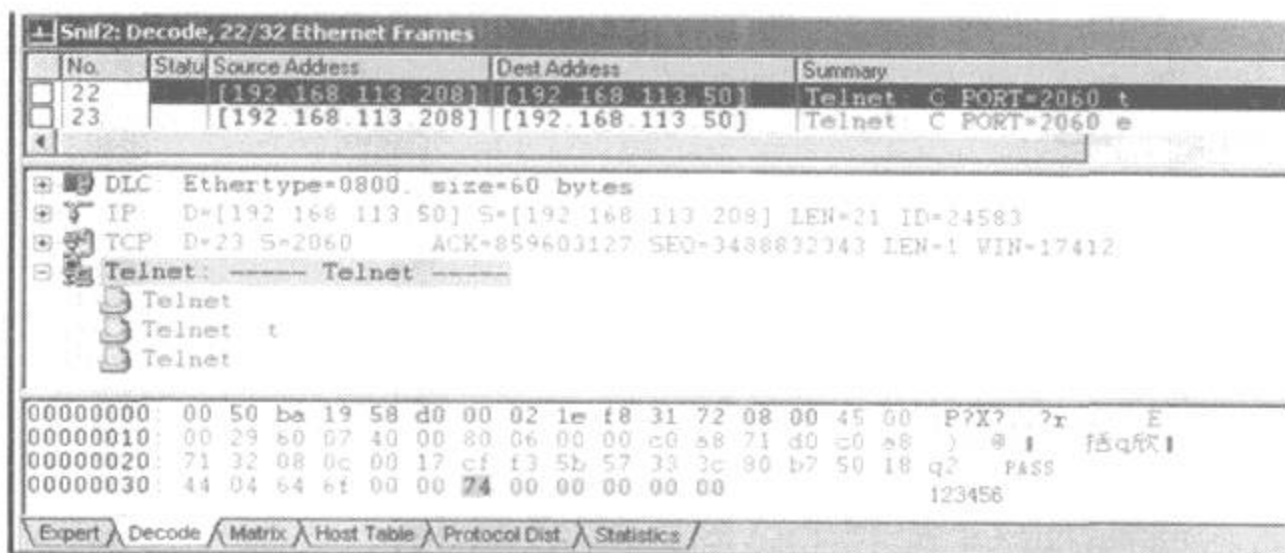 Snif2: Decode, 22/32 Ethernet Frames
No. Statu Source Address Dest Address Summary
22 [192 168 113 208] [192 168 113 50] Telnet: C PORT=2060 t
23 [192 168 113 208] [192 168 113 50] Telnet: C PORT=2060 e
DLC: Ethertype=0800, size=60 bytes
IP: D=[192 168 113 50] S=[192 168 113 208] LEN=21 ID=24583
TCP: D=23 S=2060 ACK=859603127 SEQ=3488832343 LEN=1 WIN=17412
Telnet: ----- Telnet -----
Telnet
Telnet t
Telnet
00000000: 00 50 ba 19 58 d0 00 02 1e f8 31 72 08 00 45 00 P?X? ?r E
00000010: 00 29 60 07 40 00 80 06 00 00 c0 a8 71 d0 c0 a8 ) @ 括q欣
00000020: 71 32 08 0c 00 17 cf f3 5b 57 33 3c 80 b7 50 18 q2 PASS
00000030: 44 04 64 6f 00 00 74 00 00 00 00 00 123456
Expert Decode Matrix Host Table Protocol Dist. Statistics